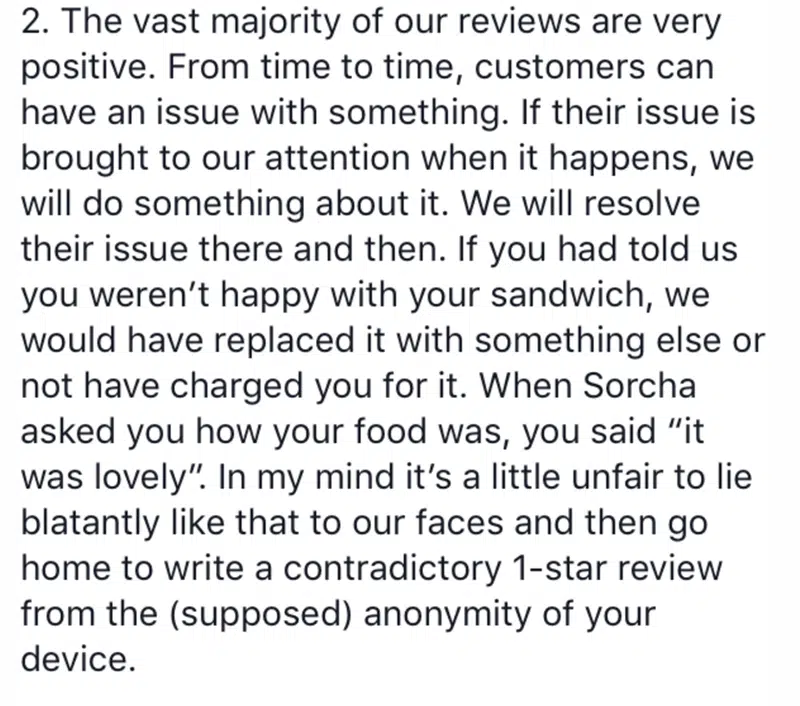 2. The vast majority of our reviews are very
positive. From time to time, customers can
have an issue with something. If their issue is
brought to our attention when it happens, we
will do something about it. We will resolve
their issue there and then. If you had told us
you weren’t happy with your sandwich, we
would have replaced it with something else or
not have charged you for it. When Sorcha
asked you how your food was, you said “it
was lovely”. In my mind it’s a little unfair to lie
blatantly like that to our faces and then go
home to write a contradictory 1-star review
from the (supposed) anonymity of your
device.